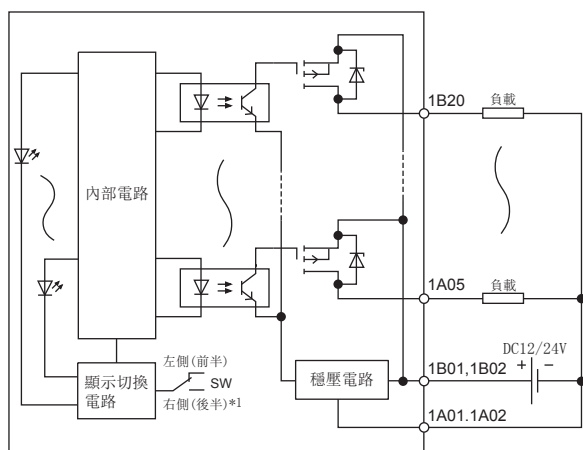 1B20
負載
內部電路
1A05
負載
DC12/24V
+ −
左側(前半)
SW
右側(後半)*1
顯示切換
電路
穩壓電路
1B01,1B02
1A01.1A02